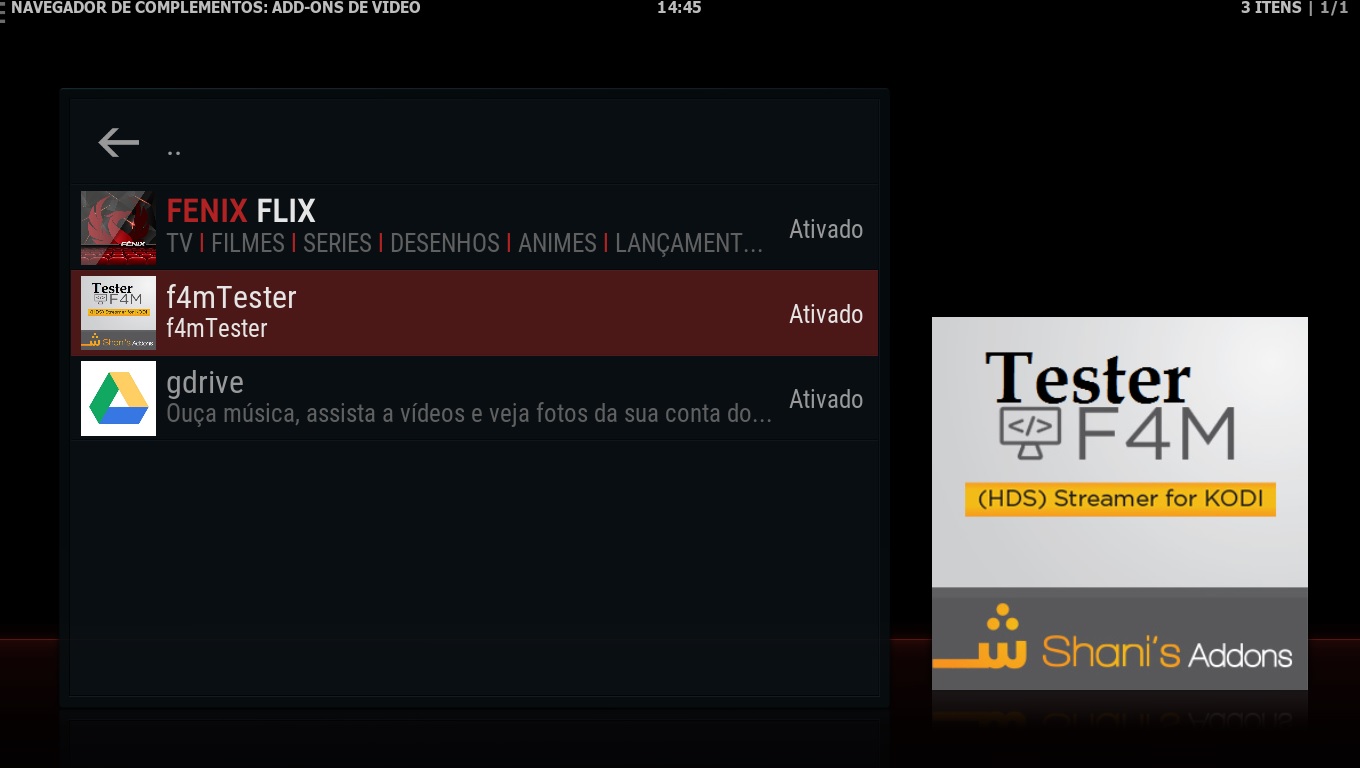 NAVEGADOR DE COMPLEMENTOS: ADD-ONS DE VÍDEO
14:45
3 ITENS | 1/1
..
FENIX FLIX
TV | FILMES | SERIES | DESENHOS | ANIMES | LANÇAMENT...
Ativado
FÊNIX
Tester
F4M
(HDS) Streamer for KODI
Shani's Addons
f4mTester
f4mTester
Ativado
gdrive
Ouça música, assista a vídeos e veja fotos da sua conta do...
Ativado
Tester
</> F4M
(HDS) Streamer for KODI
ش Shani's Addons